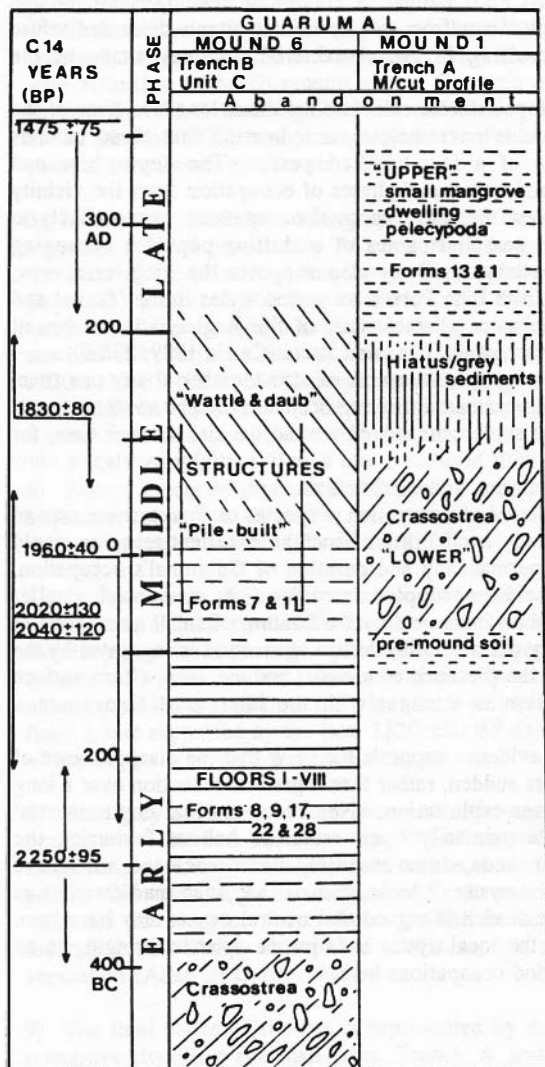 GUARUMAL
C 14
YEARS
(BP)
PHASE
MOUND 6
MOUND 1
Trench B
Unit C
rench A
M/cut profile
Abandonment
1475 ± 75
LATE
300
AD
200
1830±80
MIDDLE
1960±40 0
2020±130
2040±120
200
EARLY
2250±95
400
BC
"Wattle & daub"
STRUCTURES
"Pile-built"
Forms 7 & 11
FLOORS I-VIII
Forms 8, 9, 17,
22 & 28
Crassostrea
"UPPER"
small mangrove
dwelling
pelecypoda
Forms 13 & 1
Hiatus/grey
sediments
Crassostrea
"LOWER"
pre-mound soil